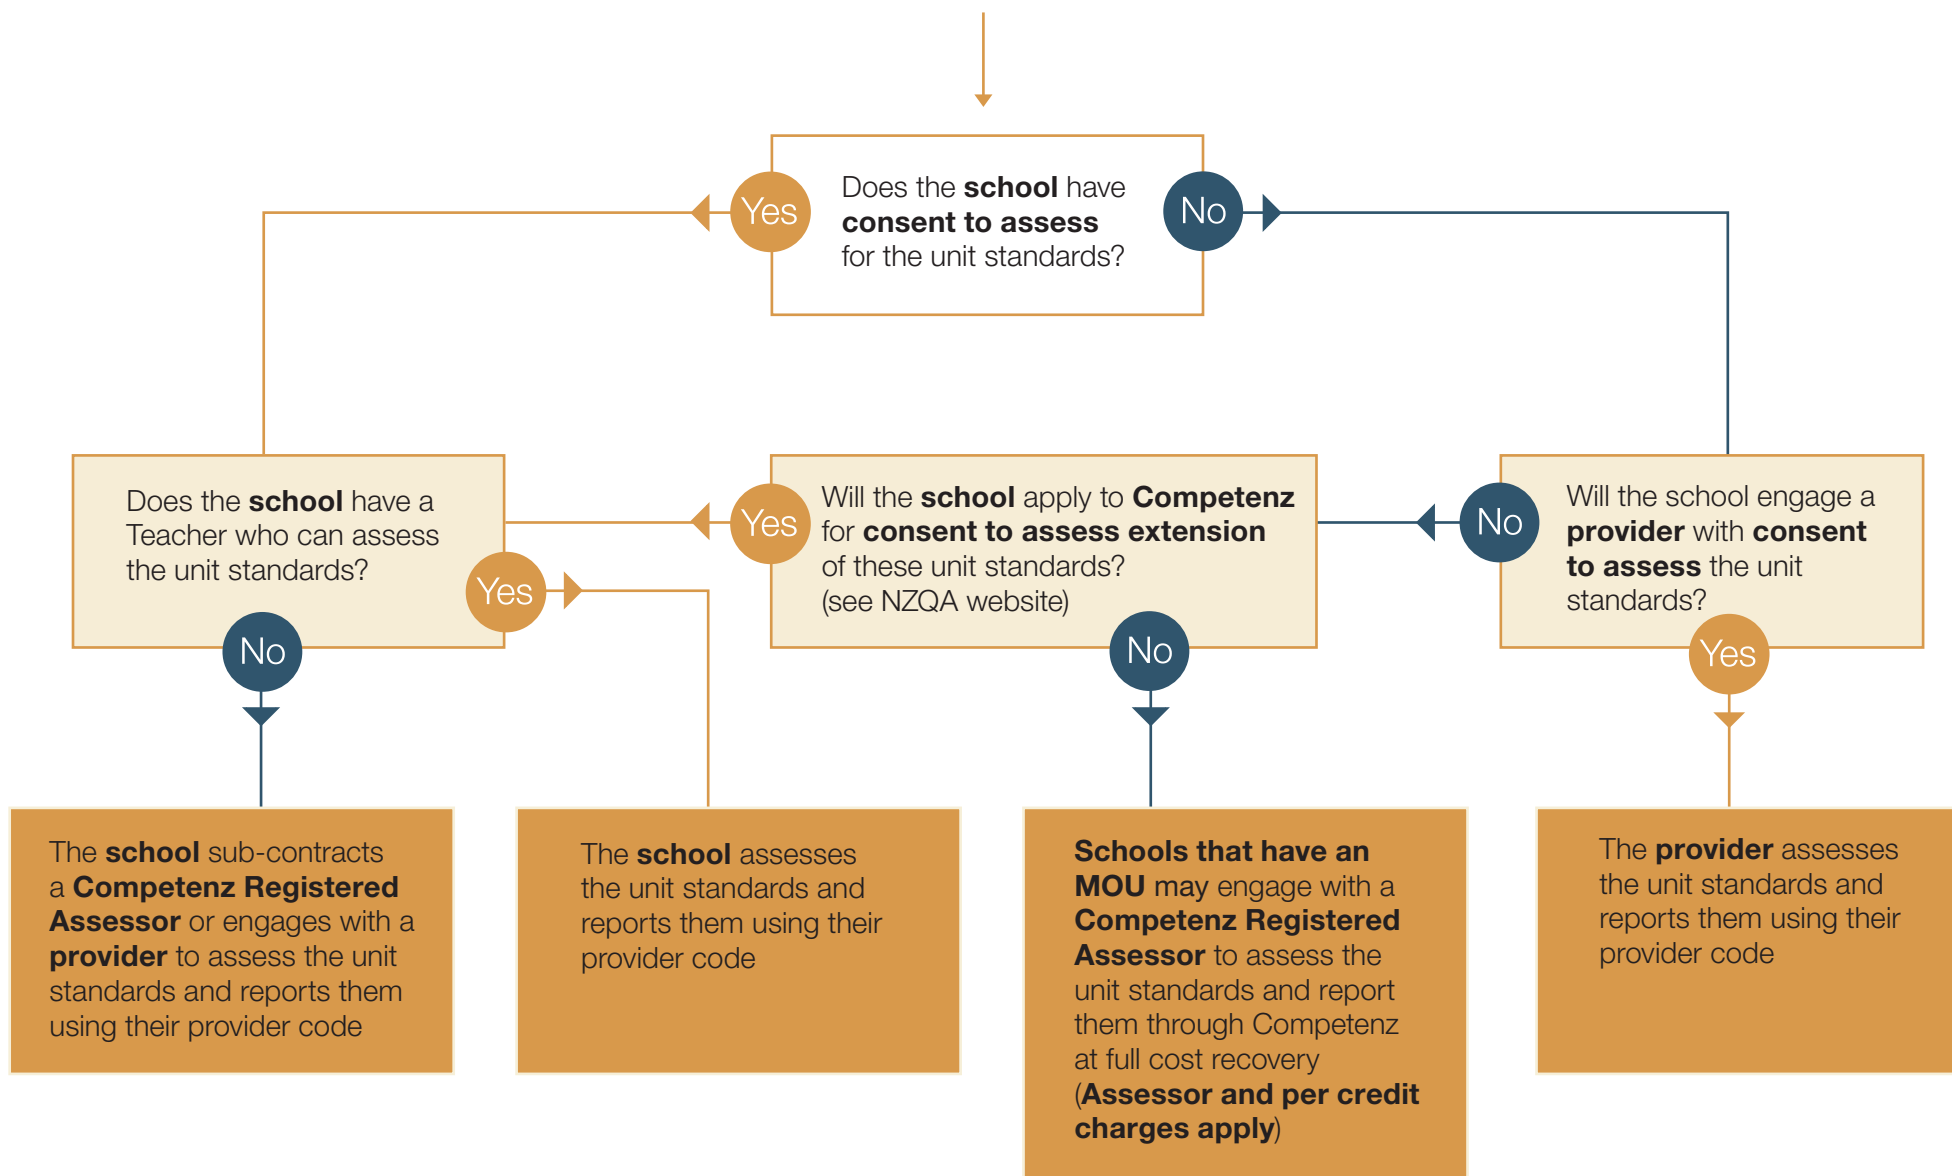 Does the school have
consent to assess
for the unit standards?
Yes
No
Does the school have a
Teacher who can assess
the unit standards?
Yes
No
Will the school apply to Competenz
for consent to assess extension
of these unit standards?
(see NZQA website)
Yes
No
Will the school engage a
provider with consent
to assess the unit
standards?
No
Yes
The school sub-contracts
a Competenz Registered
Assessor or engages with a
provider to assess the unit
standards and reports them
using their provider code
The school assesses
the unit standards and
reports them using their
provider code
Schools that have an
MOU may engage with a
Competenz Registered
Assessor to assess the
unit standards and report
them through Competenz
at full cost recovery
(Assessor and per credit
charges apply)
The provider assesses
the unit standards and
reports them using their
provider code